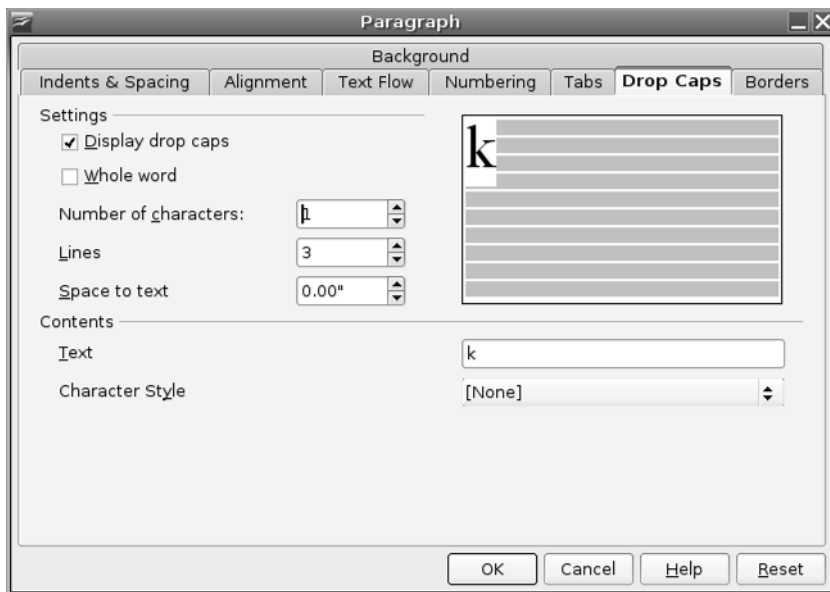 Paragraph
Background
Indents & Spacing Alignment Text Flow Numbering Tabs Drop Caps Borders
Settings
Display drop caps
Whole word
Number of characters: 1
Lines 3
Space to text 0.00"
k
Contents
Text k
Character Style [None]
OK Cancel Help Reset